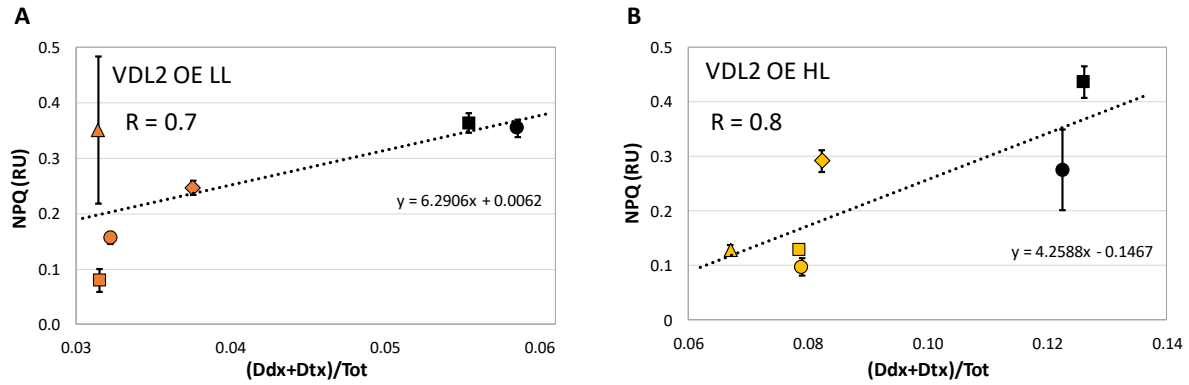 A
0.5
0.4
0.3
0.2
0.1
0.0
NPQ (RU)
VDL2 OE LL
R = 0.7
y = 6.2906x + 0.0062
0.03
0.04
0.05
0.06
(Ddx+Dtx)/Tot
B
0.5
0.4
0.3
0.2
0.1
0
NPQ (RU)
VDL2 OE HL
R = 0.8
y = 4.2588x - 0.1467
0.06
0.08
0.10
0.12
0.14
(Ddx+Dtx)/Tot